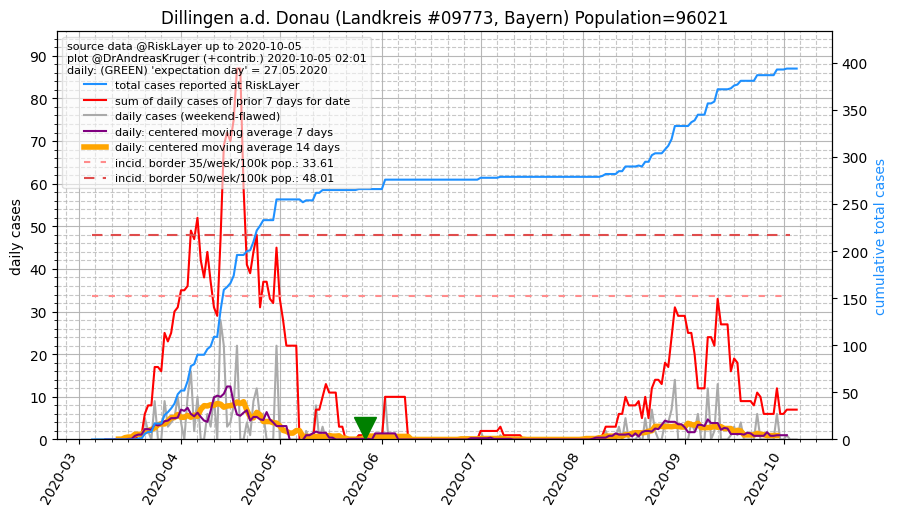 Dillingen a.d. Donau (Landkreis #09773, Bayern) Population=96021
source data @RiskLayer up to 2020-10-05
plot @DrAndreasKruger (+contrib.) 2020-10-05 02:01
daily: (GREEN) 'expectation day' = 27.05.2020
total cases reported at RiskLayer
sum of daily cases of prior 7 days for date
daily cases (weekend-flawed)
daily: centered moving average 7 days
daily: centered moving average 14 days
incid. border 35/week/100k pop.: 33.61
incid. border 50/week/100k pop.: 48.01
daily cases
90
80
70
60
50
40
30
20
10
0
cumulative total cases
400
350
300
250
200
150
100
50
0
2020-03
2020-04
2020-05
2020-06
2020-07
2020-08
2020-09
2020-10